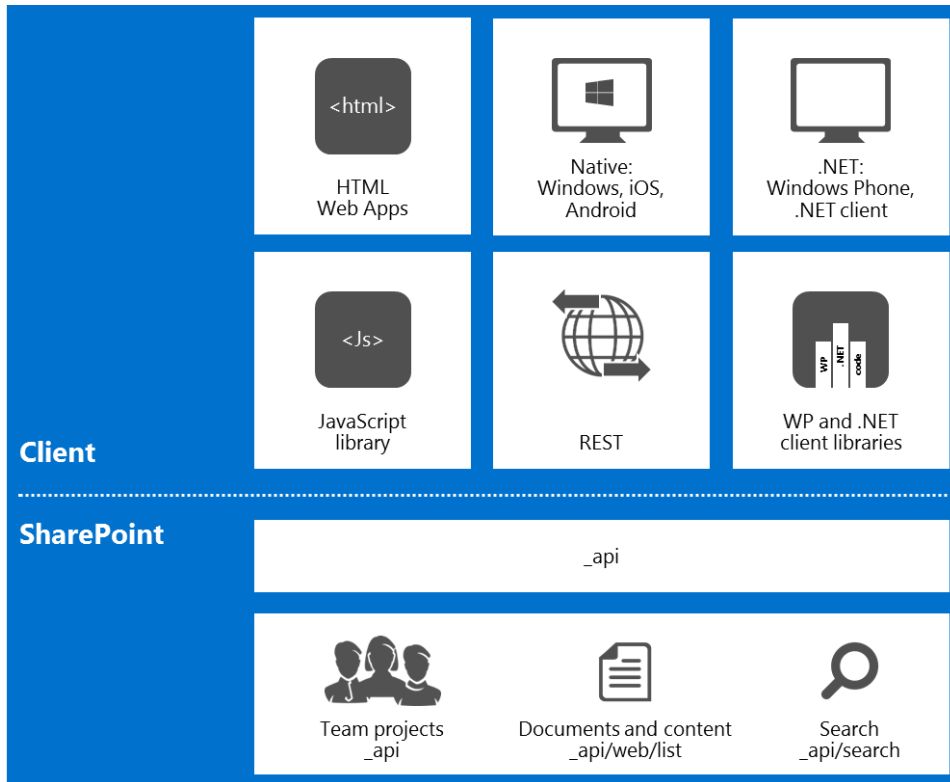 <html>
HTML
Web Apps
Native:
Windows, iOS,
Android
.NET:
Windows Phone,
.NET client
<Js>
JavaScript
library
REST
WP
.NET
code
WP and .NET
client libraries
Client
SharePoint
_api
Team projects
_api
Documents and content
_api/web/list
Search
_api/search